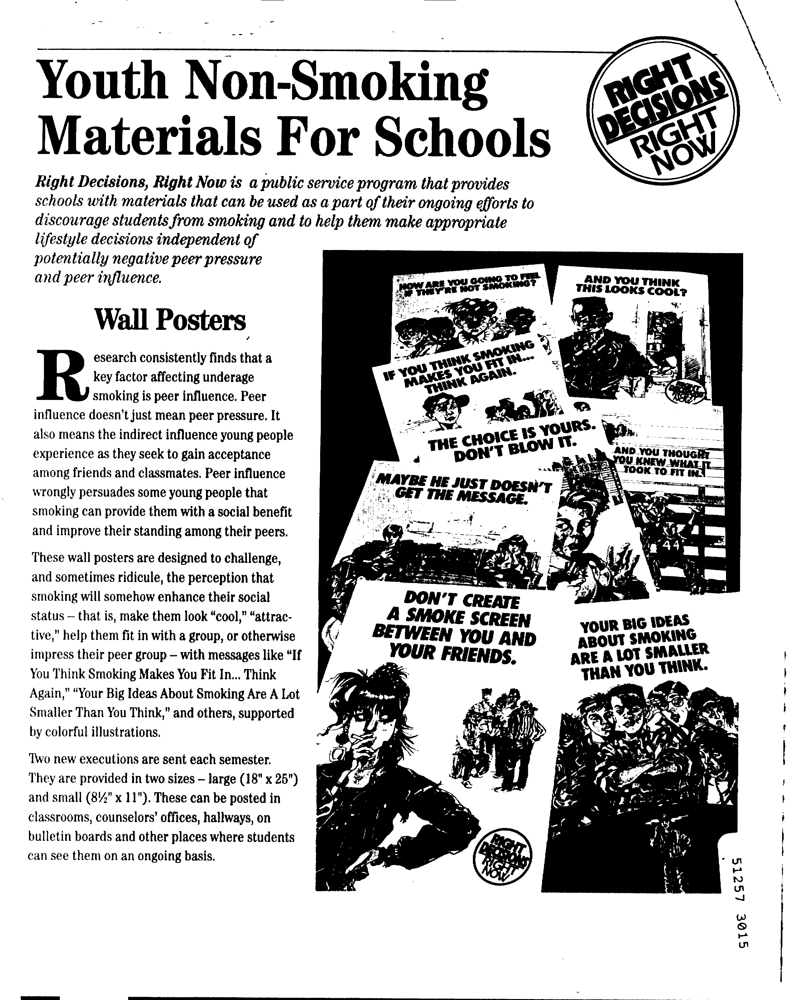 Youth Non-Smoking
Materials For Schools
RIGHT
DECISIONS
RIGHT
NOW
Right Decisions, Right Now is a public service program that provides
schools with materials that can be used as a part of their ongoing efforts to
discourage students from smoking and to help them make appropriate
lifestyle decisions independent of
potentially negative peer pressure
and peer influence.
Wall Posters
Research consistently finds that a
key factor affecting underage
smoking is peer influence. Peer
influence doesn't just mean peer pressure. It
also means the indirect influence young people
experience as they seek to gain acceptance
among friends and classmates. Peer influence
wrongly persuades some young people that
smoking can provide them with a social benefit
and improve their standing among their peers.
These wall posters are designed to challenge,
and sometimes ridicule, the perception that
smoking will somehow enhance their social
status – that is, make them look “cool,” “attrac-
tive,” help them fit in with a group, or otherwise
impress their peer group – with messages like “If
You Think Smoking Makes You Fit In... Think
Again,” “Your Big Ideas About Smoking Are A Lot
Smaller Than You Think,” and others, supported
by colorful illustrations.
Two new executions are sent each semester.
They are provided in two sizes – large (18" x 25")
and small (8½" x 11"). These can be posted in
classrooms, counselors' offices, hallways, on
bulletin boards and other places where students
can see them on an ongoing basis.
HOW ARE YOU GOING TO FEEL
IF THEY'RE NOT SMOKING?
AND YOU THINK
THIS LOOKS COOL?
IF YOU THINK SMOKING
MAKES YOU FIT IN...
THINK AGAIN.
THE CHOICE IS YOURS.
DON'T BLOW IT.
AND YOU THOUGHT
YOU KNEW WHAT IT
TOOK TO FIT IN.
44
MAYBE HE JUST DOESN'T
GET THE MESSAGE.
DON'T CREATE
A SMOKE SCREEN
BETWEEN YOU AND
YOUR FRIENDS.
YOUR BIG IDEAS
ABOUT SMOKING
ARE A LOT SMALLER
THAN YOU THINK.
RIGHT
DECISIONS
RIGHT
NOW
51257 3015